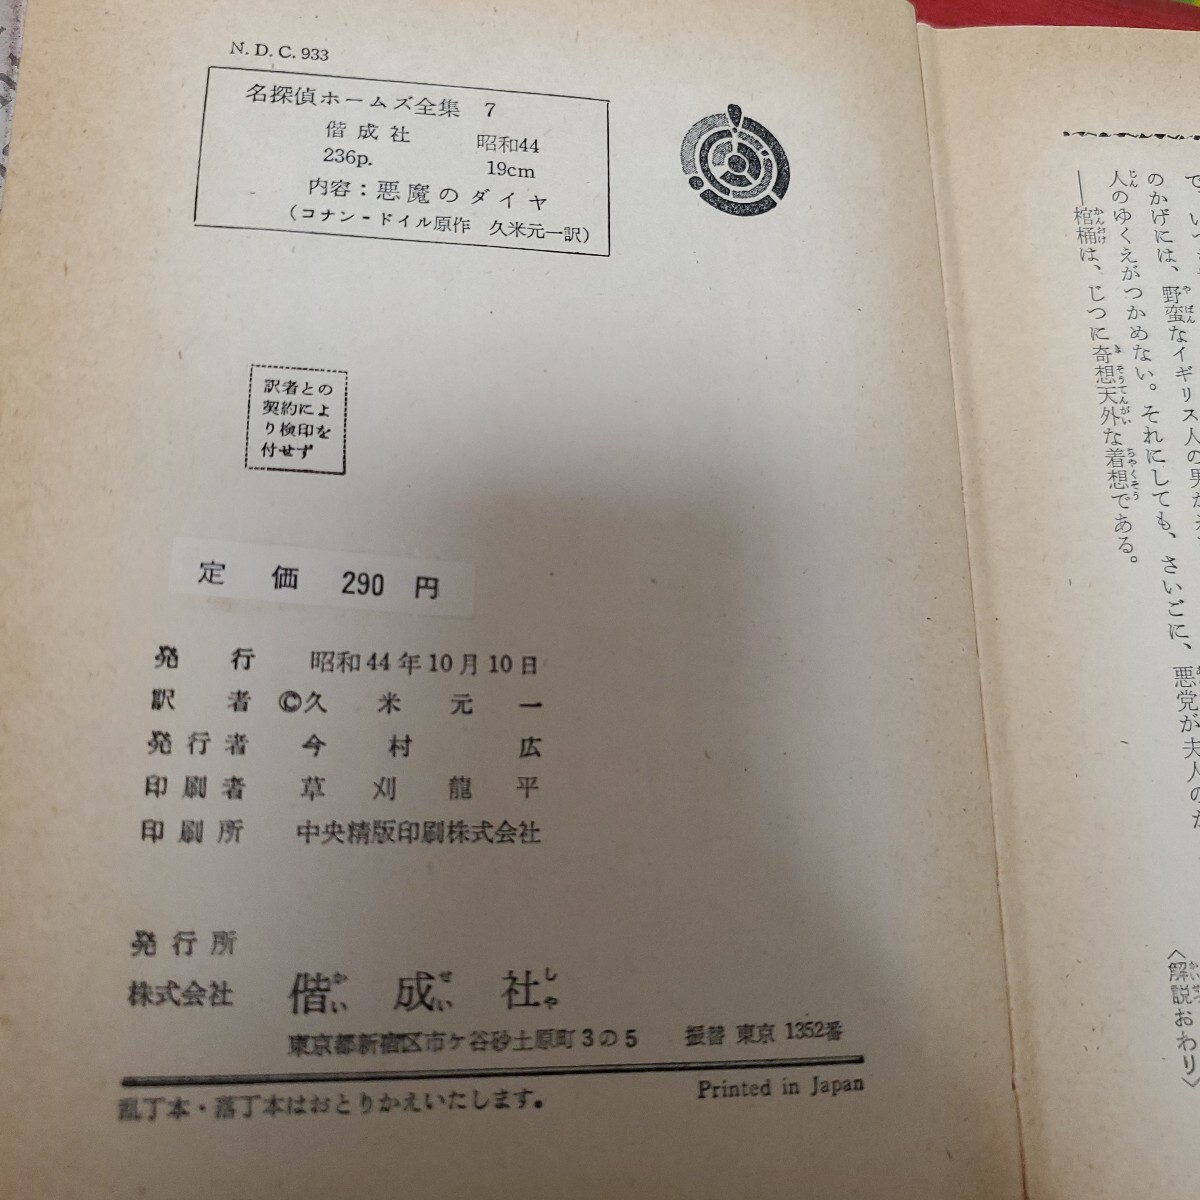 N. D. C. 933
名探偵ホームズ全集 7
偕成社 昭和44
236p. 19cm
内容：悪魔のダイヤ
（コナン-ドイル原作 久米元一訳）
訳者との
契約によ
り検印を
付せず
定価 290円
発行 昭和44年10月10日
訳者 ©久米元一
発行者 今村広
印刷者 草刈龍平
印刷所 中央精版印刷株式会社
発行所
株式会社 偕成社
かい せい しゃ
東京都新宿区市ケ谷砂土原町3の5 振替 東京 1352番
乱丁本・落丁本はおとりかえいたします。
Printed in Japan
のかげには、野蛮なイギリス人の男が
人のゆくえがつかめない。それにしても、さいごに、悪党が夫人のた
――棺桶は、じつに奇想天外な着想である。
〈解説おわり〉